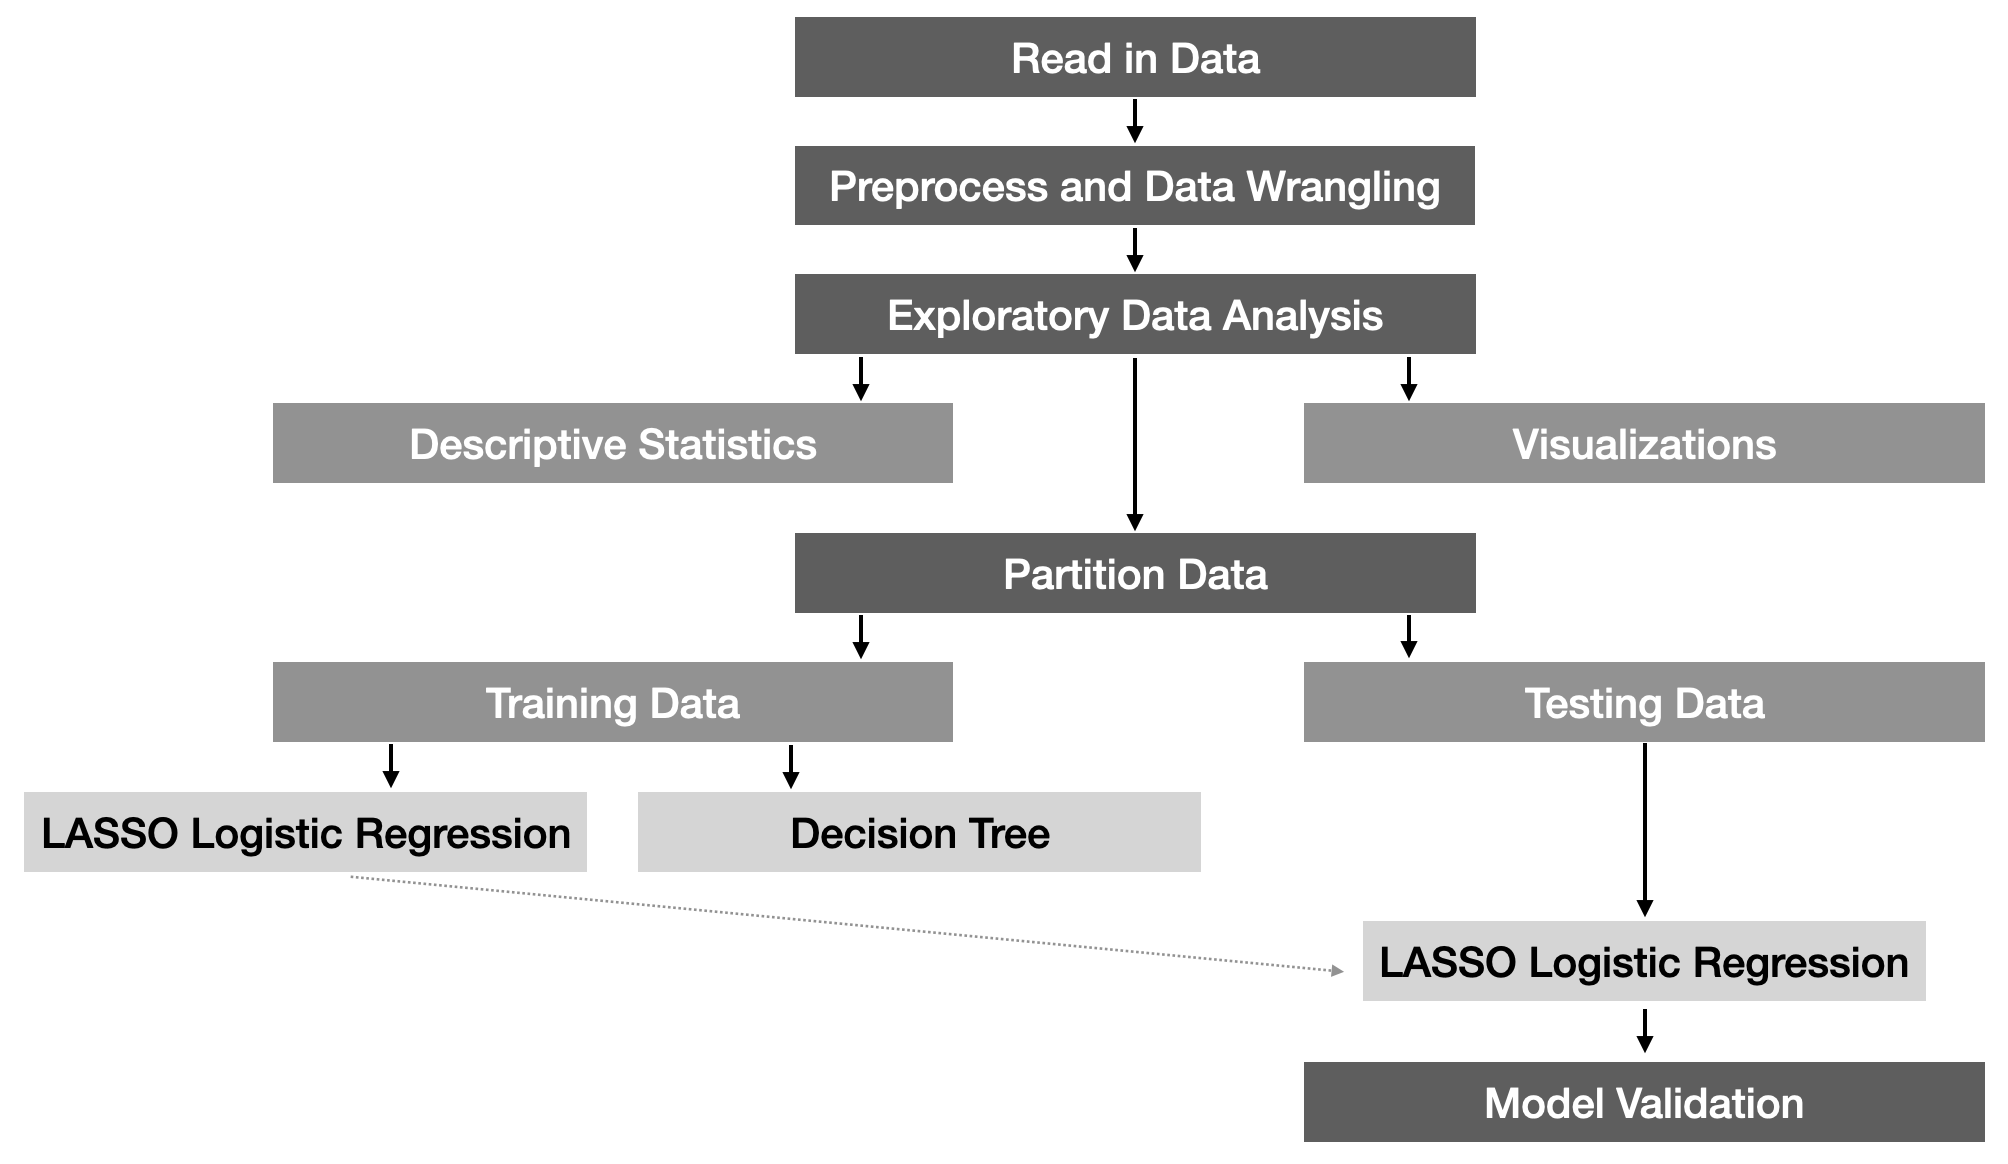 Read in Data
Preprocess and Data Wrangling
Exploratory Data Analysis
Descriptive Statistics
Visualizations
Partition Data
Training Data
Testing Data
LASSO Logistic Regression
Decision Tree
LASSO Logistic Regression
Model Validation